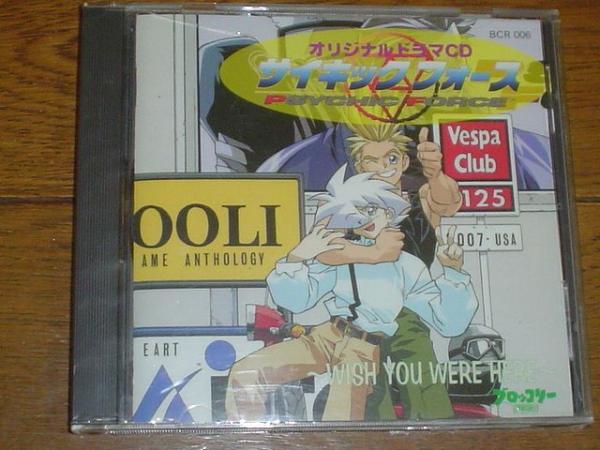 BCR 006
オリジナルドラマCD
サイキックフォース
PSYCHIC FORCE
Vespa
Club
125
OOLI
AME ANTHOLOGY
007-USA
EART
~WISH YOU WERE HERE~
ブロッコリー